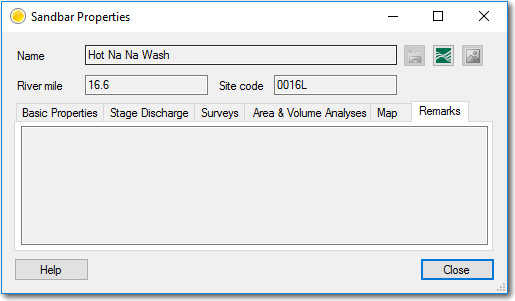 Sandbar Properties
Name Hot Na Na Wash
River mile 16.6 Site code 0016L
Basic Properties Stage Discharge Surveys Area & Volume Analyses Map Remarks
Help Close